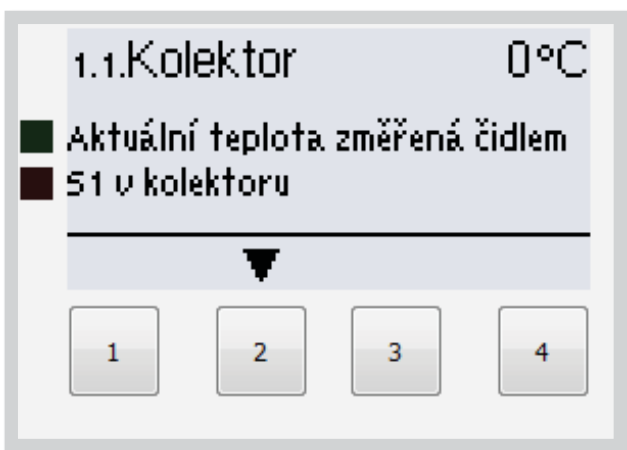 1.1.Kolektor 0°C
Aktuální teplota změřená čidlem
S1 v kolektoru
1 2 3 4